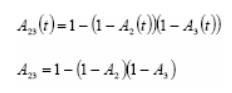 A₂₃(t) = 1 − (1 − A₂(t))(1 − A₃(t))
A₂₃ = 1 − (1 − A₂)(1 − A₃)